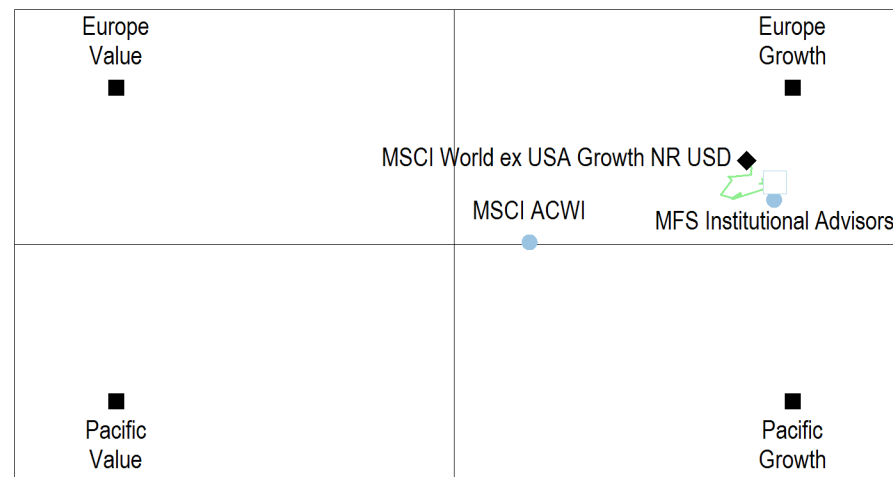 Europe
Value
Europe
Growth
MSCI World ex USA Growth NR USD
MSCI ACWI
MFS Institutional Advisors
Pacific
Value
Pacific
Growth